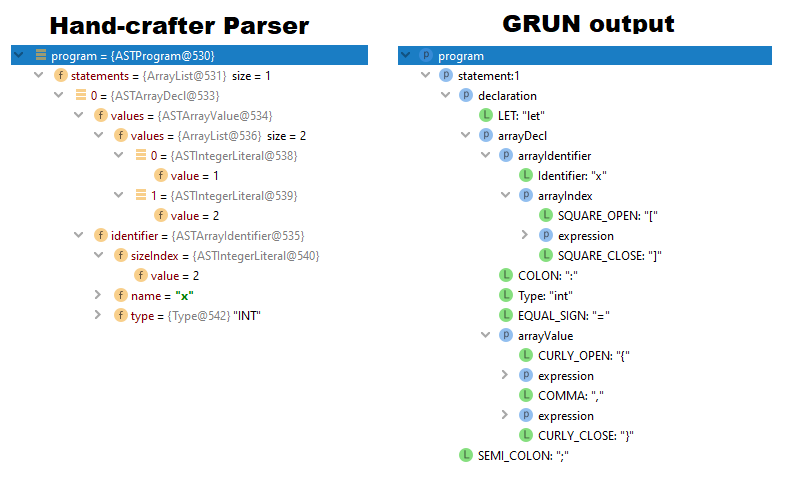 Hand-crafter Parser
program = {ASTProgram@530}
statements = {ArrayList@531} size = 1
0 = {ASTArrayDecl@533}
values = {ASTArrayValue@534}
values = {ArrayList@536} size = 2
0 = {ASTIntegerLiteral@538}
value = 1
1 = {ASTIntegerLiteral@539}
value = 2
identifier = {ASTArrayIdentifier@535}
sizeIndex = {ASTIntegerLiteral@540}
value = 2
name = "x"
type = {Type@542} "INT"
GRUN output
program
statement:1
declaration
LET: "let"
arrayDecl
arrayIdentifier
Identifier: "x"
arrayIndex
SQUARE_OPEN: "["
expression
SQUARE_CLOSE: "]"
COLON: ":"
Type: "int"
EQUAL_SIGN: "="
arrayValue
CURLY_OPEN: "{"
expression
COMMA: ","
expression
CURLY_CLOSE: "}"
SEMI_COLON: ";"